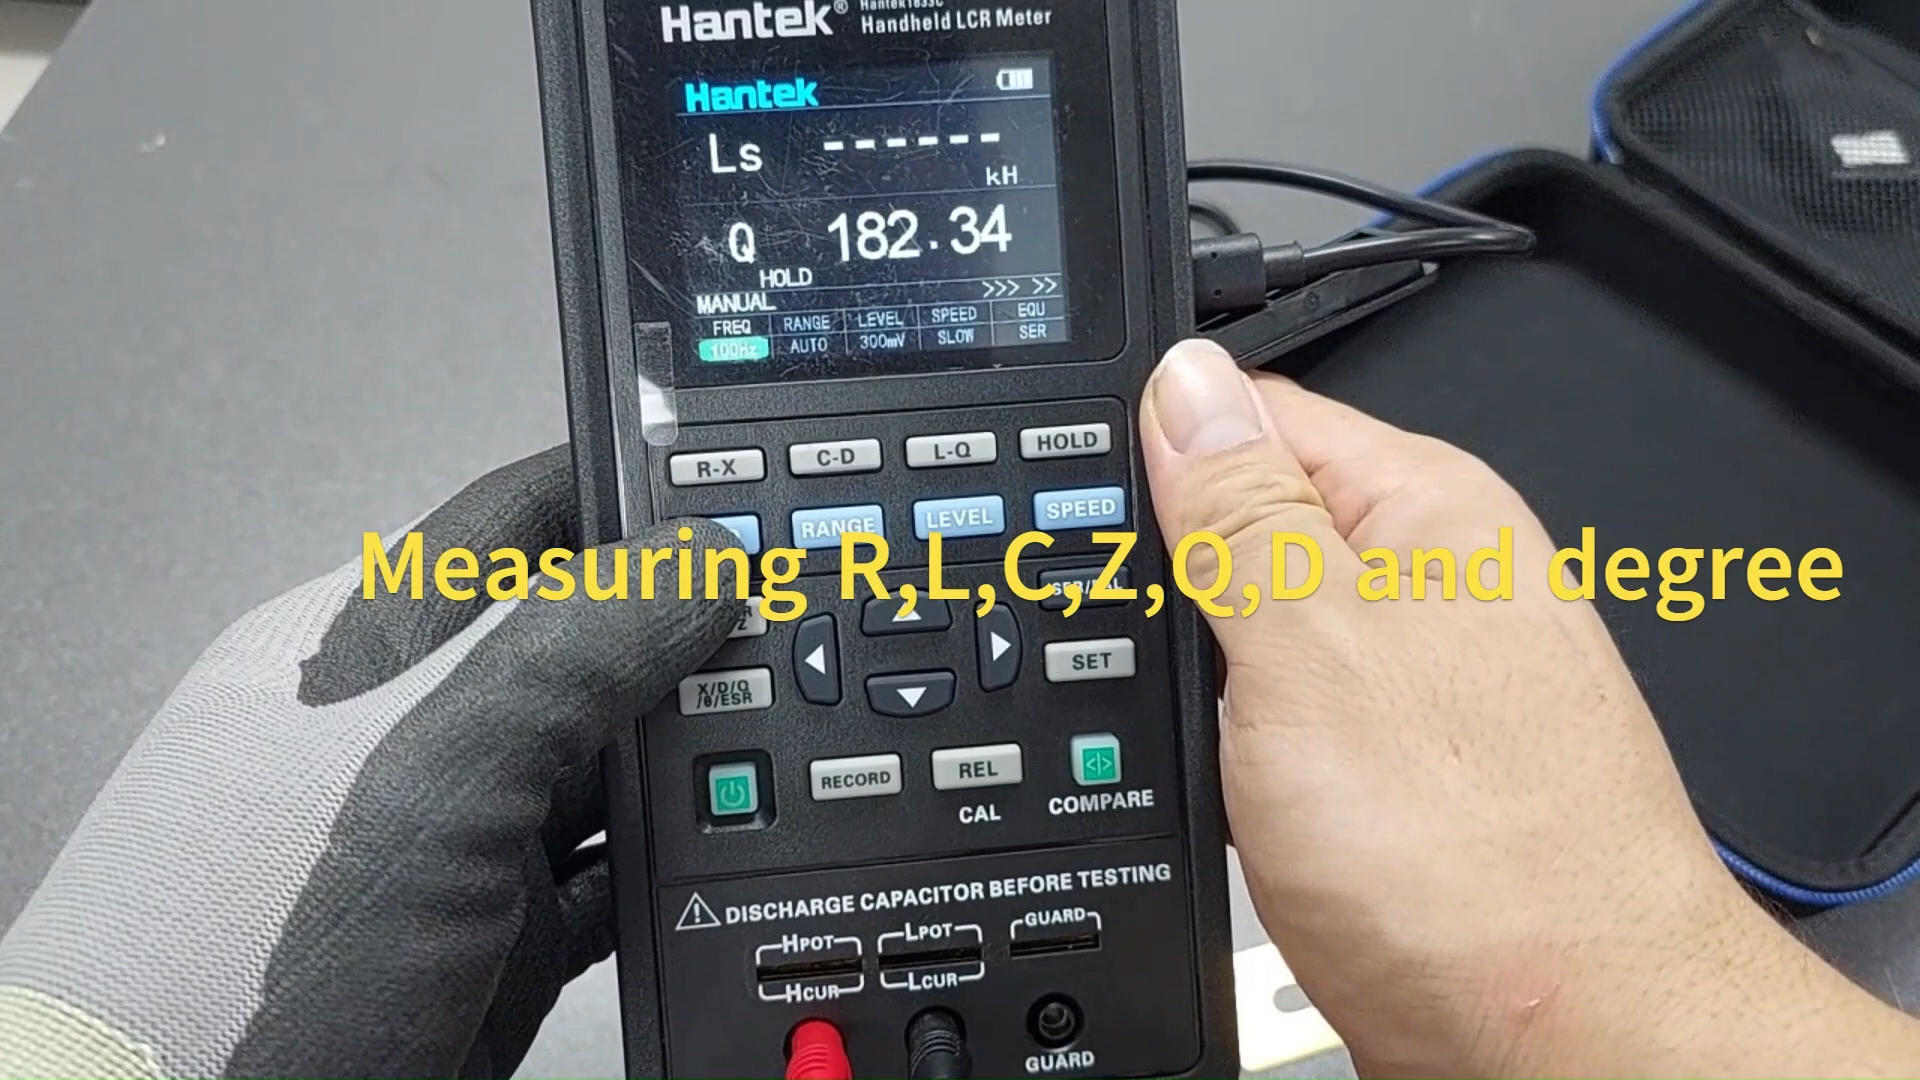 Hantek® Hantek1833C
Handheld LCR Meter
Hantek
Ls ------
kH
Q 182.34
HOLD
MANUAL >>> >>
FREQ RANGE LEVEL SPEED EQU
100Hz AUTO 300mV SLOW SER
R-X C-D L-Q HOLD
RANGE LEVEL SPEED
Measuring R,L,C,Z,Q,D and degree
SET
X/D/Q
/θ/ESR
RECORD REL
CAL COMPARE
DISCHARGE CAPACITOR BEFORE TESTING
HPOT LPOT GUARD
HCUR LCUR
GUARD